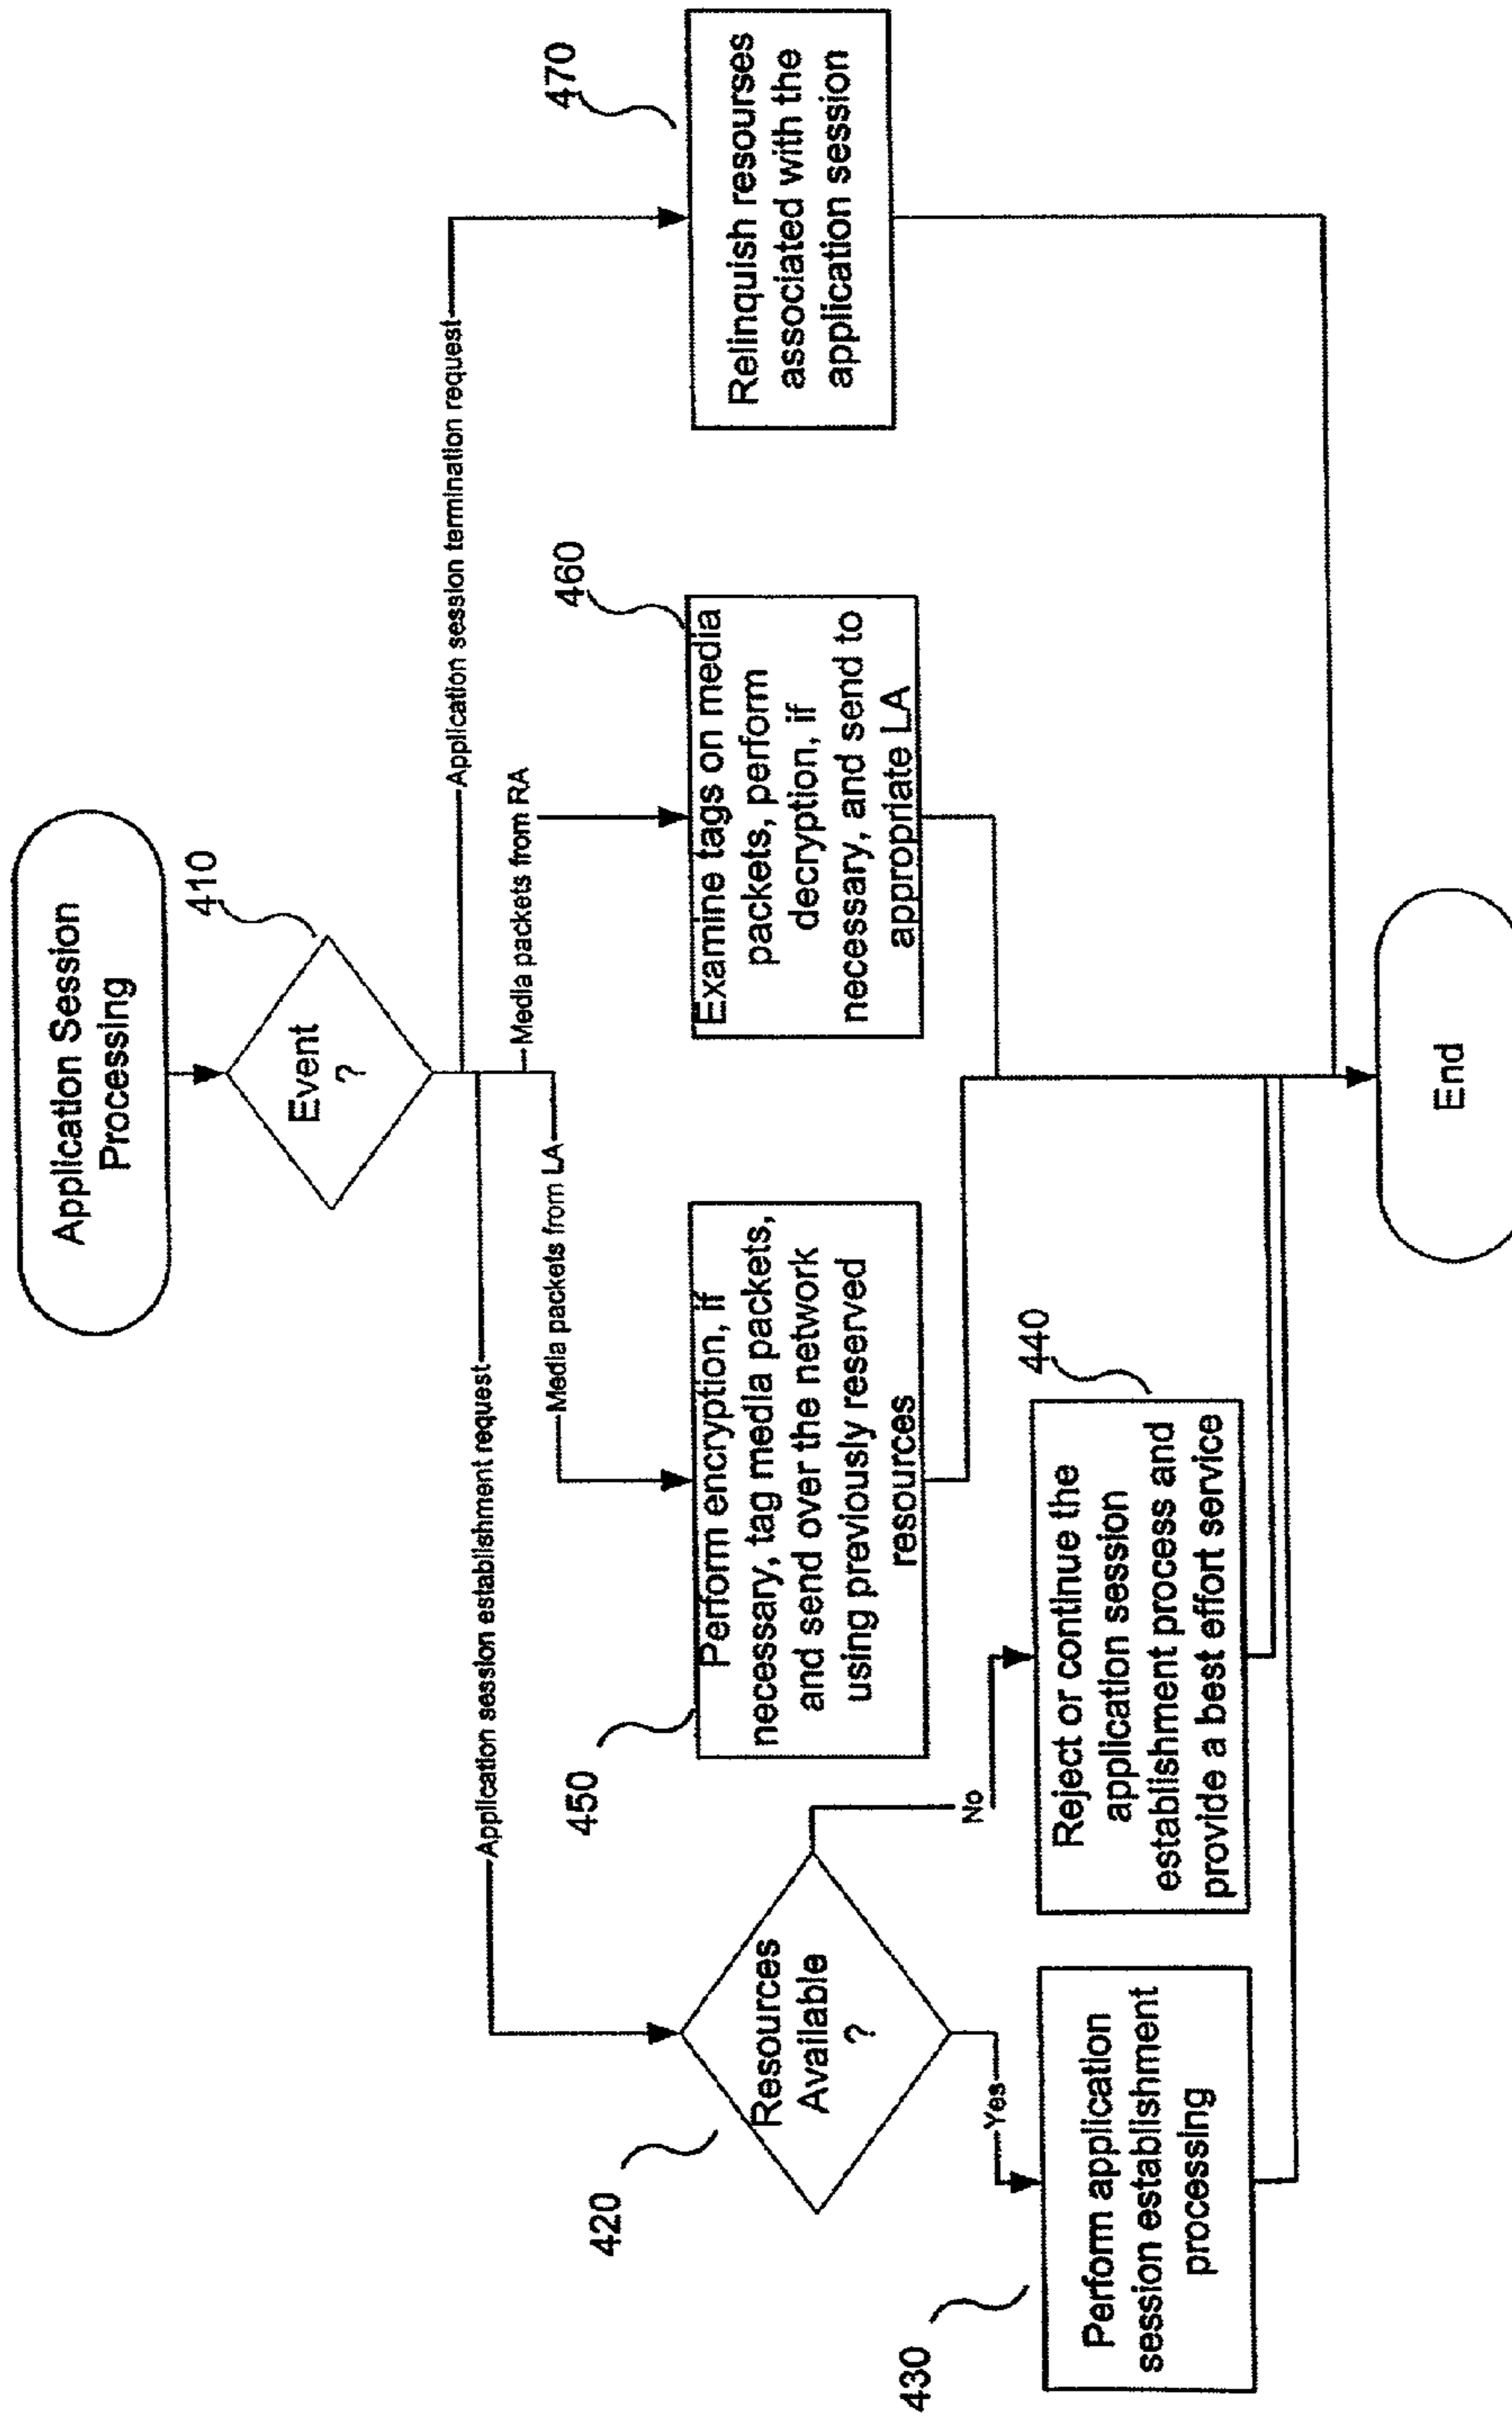 Application Session
Processing
410
Event
?
Application session establishment request
Media packets from LA
Media packets from RA
Application session termination request
420
Resources
Available
?
Yes
No
430
Perform application
session establishment
processing
440
Reject or continue the
application session
establishment process and
provide a best effort service
450
Perform encryption, if
necessary, tag media packets,
and send over the network
using previously reserved
resources
460
Examine tags on media
packets, perform
decryption, if
necessary, and send to
appropriate LA
470
Relinquish resourses
associated with the
application session
End